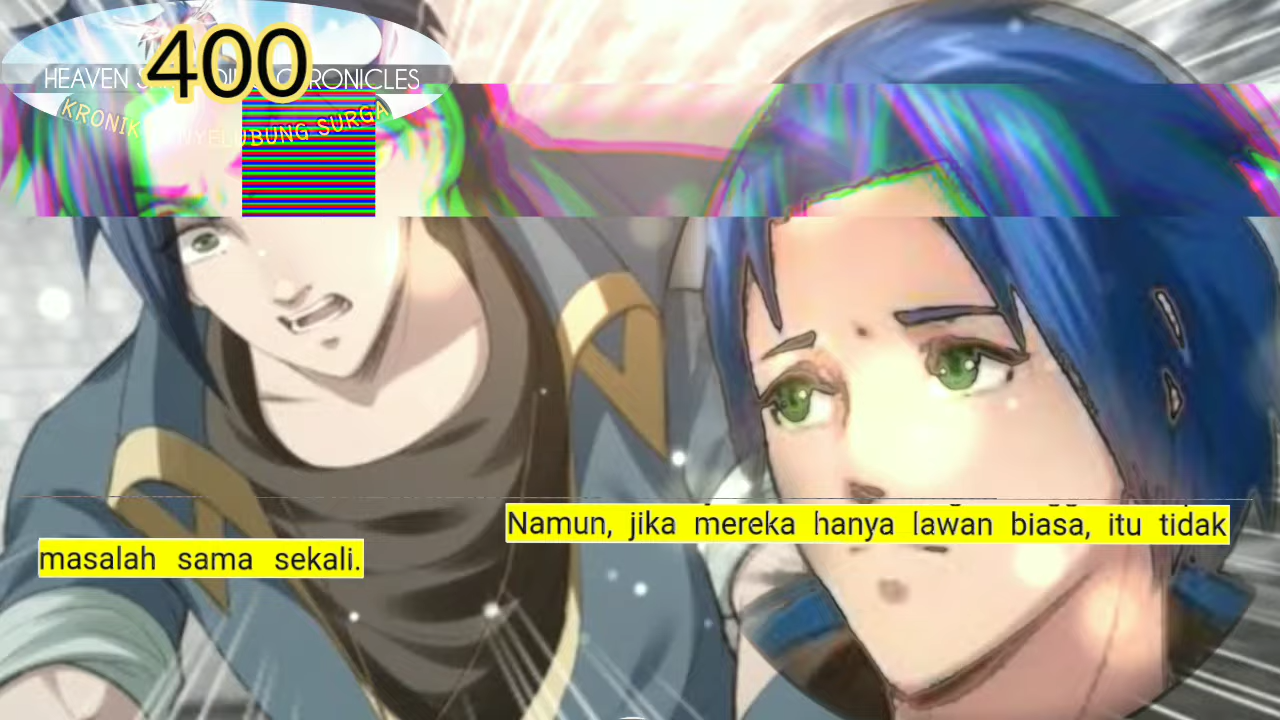 400
HEAVEN CHRONICLES
KRONIK SURGA
Namun, jika mereka hanya lawan biasa, itu tidak
masalah sama sekali.